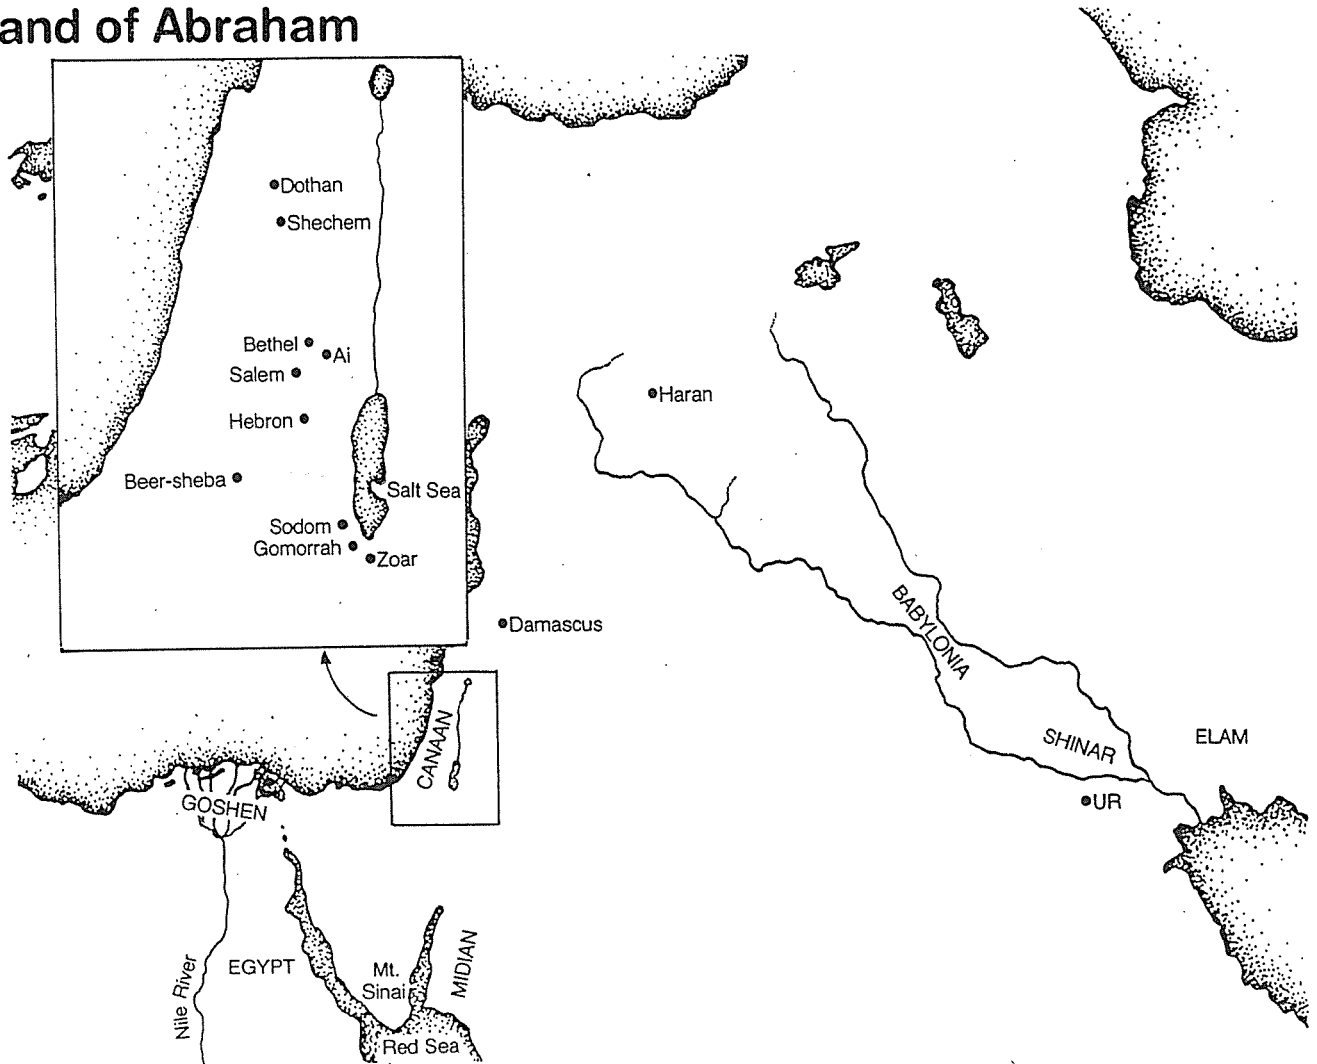 and of Abraham
Dothan
Shechem
Bethel
Ai
Salem
Hebron
Beer-sheba
Salt Sea
Sodom
Gomorrah
Zoar
Haran
Damascus
BABYLONIA
CANAAN
SHINAR
ELAM
UR
GOSHEN
Nile River
EGYPT
Mt.
Sinai
MIDIAN
Red Sea